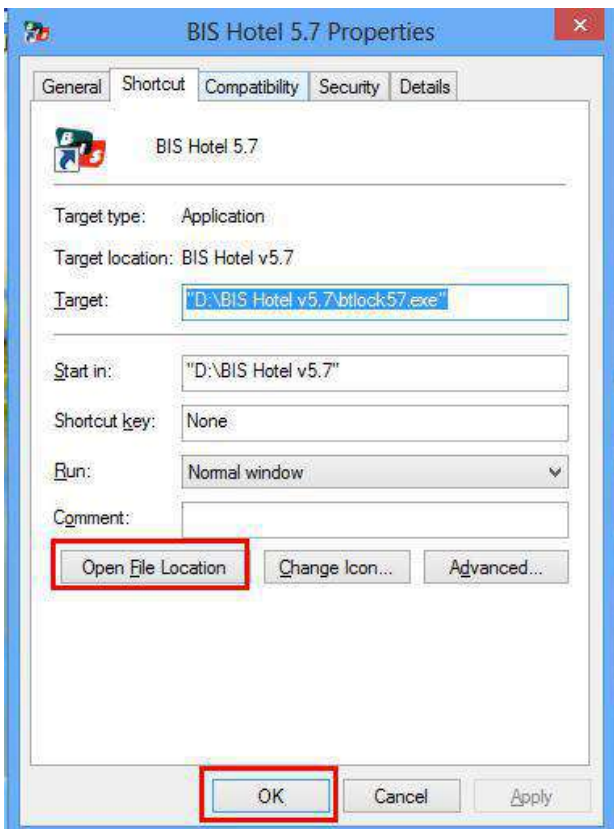 BIS Hotel 5.7 Properties
General Shortcut Compatibility Security Details
BIS
BIS Hotel 5.7
Target type: Application
Target location: BIS Hotel v5.7
Target: "D:\BIS Hotel v5.7\btlock57.exe"
Start in: "D:\BIS Hotel v5.7"
Shortcut key: None
Run: Normal window
Comment:
Open File Location Change Icon... Advanced...
OK Cancel Apply